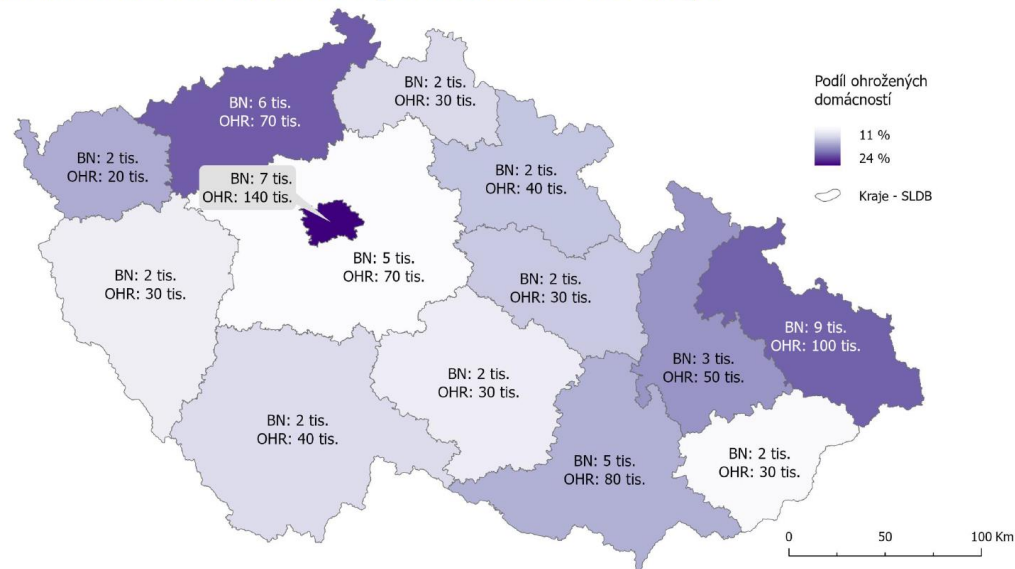 BN: 2 tis.
OHR: 30 tis.
BN: 6 tis.
OHR: 70 tis.
BN: 2 tis.
OHR: 20 tis.
BN: 7 tis.
OHR: 140 tis.
BN: 2 tis.
OHR: 40 tis.
BN: 5 tis.
OHR: 70 tis.
BN: 2 tis.
OHR: 30 tis.
BN: 2 tis.
OHR: 30 tis.
BN: 9 tis.
OHR: 100 tis.
BN: 3 tis.
OHR: 50 tis.
BN: 2 tis.
OHR: 30 tis.
BN: 2 tis.
OHR: 40 tis.
BN: 5 tis.
OHR: 80 tis.
BN: 2 tis.
OHR: 30 tis.
Podíl ohrožených
domácností
11 %
24 %
Kraje - SLDB
0 50 100 Km